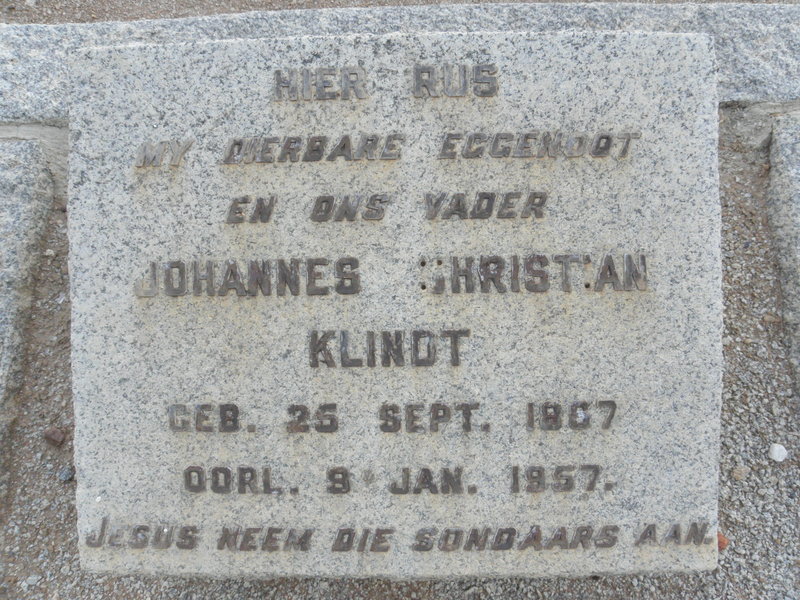 HIER RUS
MY DIERBARE EGGENOOT
EN ONS VADER
JOHANNES CHRISTIAN
KLINDT
GEB. 25 SEPT. 1867
OORL. 9 JAN. 1957.
JESUS NEEM DIE SONDAARS AAN.